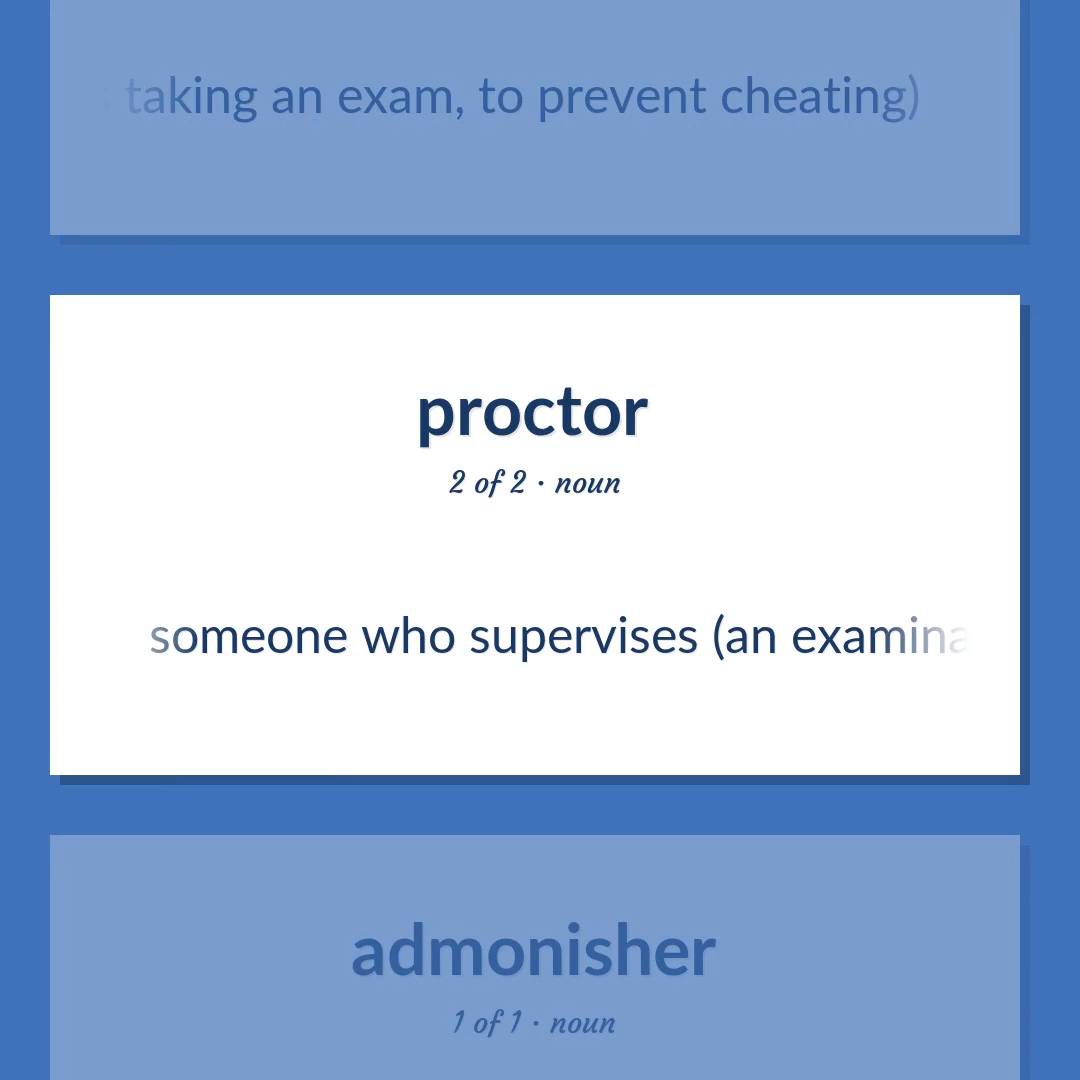 taking an exam, to prevent cheating)
proctor
2 of 2 · noun
someone who supervises (an examina
admonisher
1 of 1 · noun